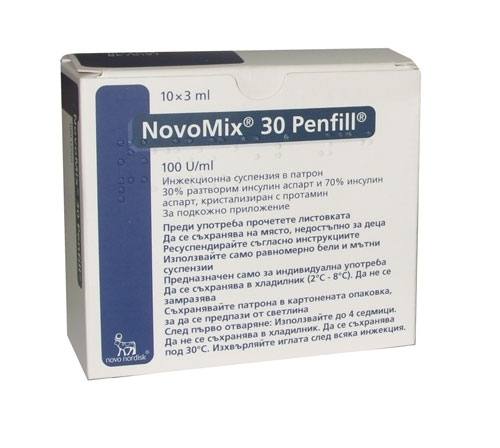 10 × 3 ml
NovoMix® 30 Penfill®
100 U/ml
Инжекционна суспензия в патрон
30% разтворим инсулин аспарт и 70% инсулин
аспарт, кристализиран с протамин
За подкожно приложение
Преди употреба прочетете листовката
Да се съхранява на място, недостъпно за деца
Ресуспендирайте съгласно инструкциите
Използвайте само равномерно бели и мътни
суспензии
Предназначен само за индивидуална употреба
Да се съхранява в хладилник (2°C - 8°C). Да не се
замразява
Съхранявайте патрона в картонената опаковка,
за да се предпази от светлина
След първо отваряне: Използвайте до 4 седмици.
Да не се съхранява в хладилник. Да се съхранява
под 30°C. Изхвърляйте иглата след всяка инжекция.
novo nordisk®
NovoMix® 30 Penfill®